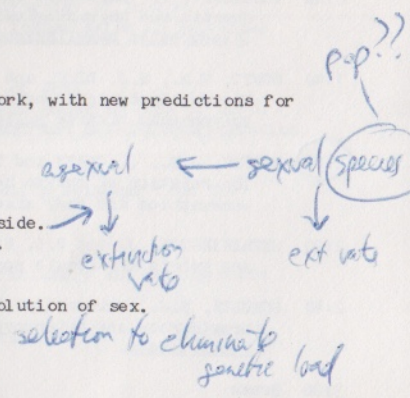 pop??
ork, with new predictions for
asexual ← sexual species
side.
extinction rate
ext rate
olution of sex.
selection to eliminate
genetic load